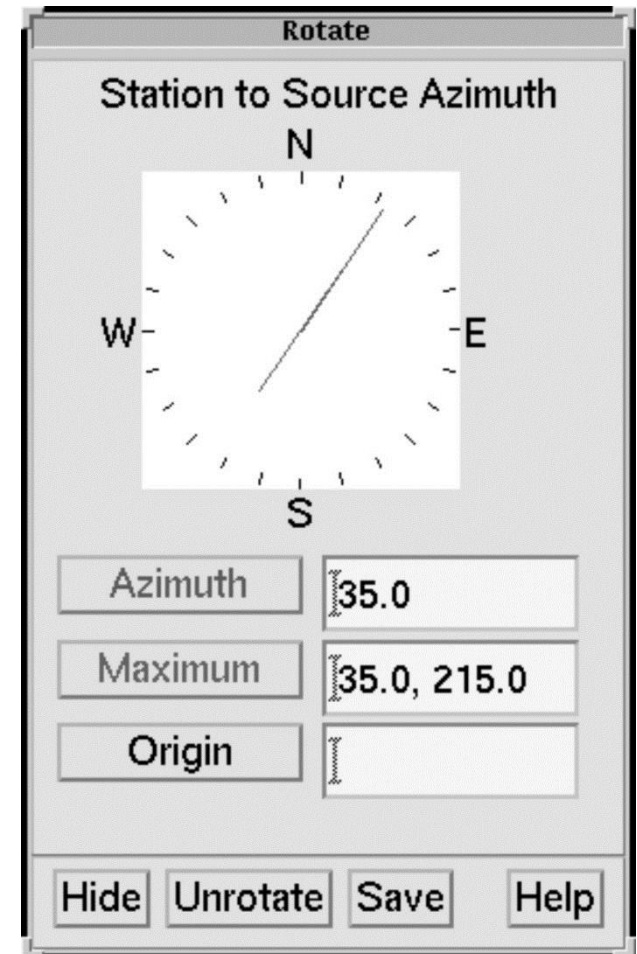 Rotate
Station to Source Azimuth
N
W E
S
Azimuth 35.0
Maximum 35.0, 215.0
Origin
Hide Unrotate Save Help